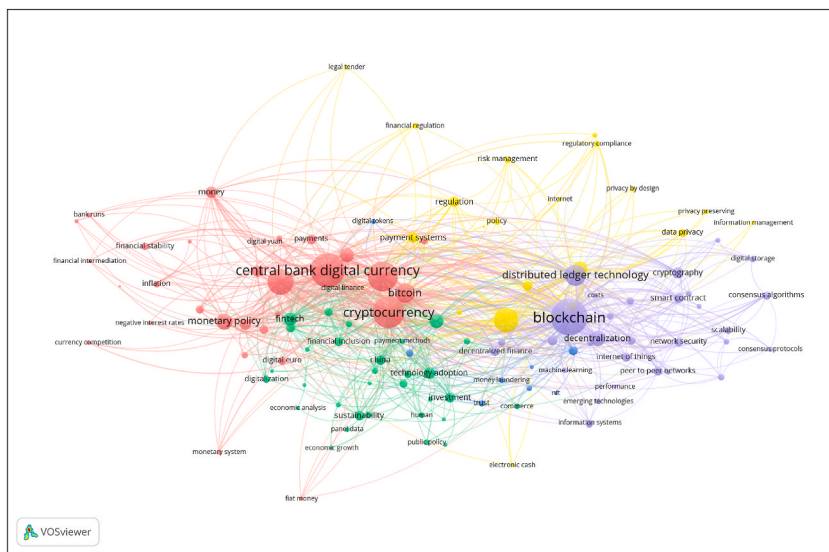 legal tender
financial regulation
regulatory compliance
risk management
money
internet
privacy by design
regulation
bank runs
digital tokens
policy
privacy preserving
information management
data privacy
digital yuan
payments
payment systems
financial stability
digital storage
financial intermediation
central bank digital currency
distributed ledger technology
cryptography
inflation
digital finance
bitcoin
costs
smart contract
consensus algorithms
negative interest rates
monetary policy
fintech
cryptocurrency
blockchain
scalability
currency competition
financial inclusion
payment methods
decentralization
network security
decentralized finance
consensus protocols
digital euro
china
internet of things
technology adoption
machine learning
peer to peer networks
digitalization
money laundering
performance
investment
nft
economic analysis
sustainability
human
trust
commerce
emerging technologies
panel data
information systems
economic growth
public policy
monetary system
electronic cash
fiat money
VOSviewer